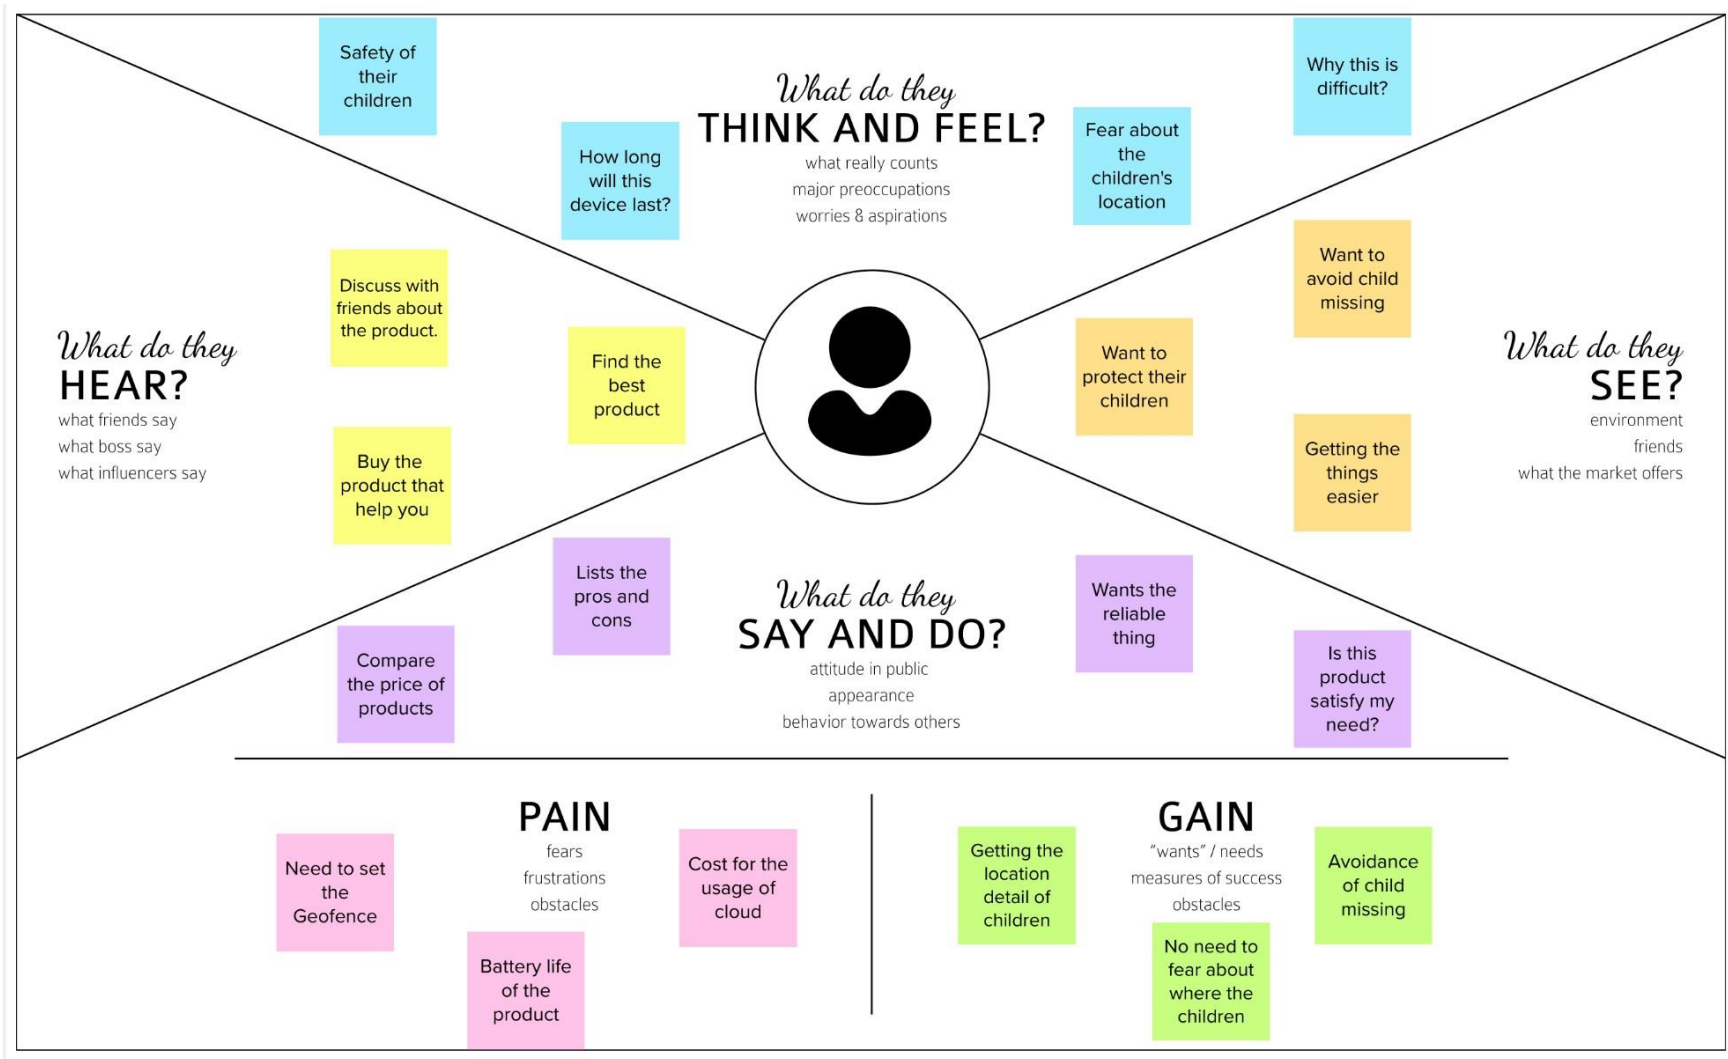 Safety of
their
children
How long
will this
device last?
What do they
THINK AND FEEL?
what really counts
major preoccupations
worries & aspirations
Fear about
the
children's
location
Why this is
difficult?
What do they
HEAR?
what friends say
what boss say
what influencers say
Discuss with
friends about
the product.
Find the
best
product
Buy the
product that
help you
Want to
avoid child
missing
Want to
protect their
children
Getting the
things
easier
What do they
SEE?
environment
friends
what the market offers
Lists the
pros and
cons
Compare
the price of
products
What do they
SAY AND DO?
attitude in public
appearance
behavior towards others
Wants the
reliable
thing
Is this
product
satisfy my
need?
PAIN
fears
frustrations
obstacles
Need to set
the
Geofence
Battery life
of the
product
Cost for the
usage of
cloud
GAIN
“wants” / needs
measures of success
obstacles
Getting the
location
detail of
children
No need to
fear about
where the
children
Avoidance
of child
missing